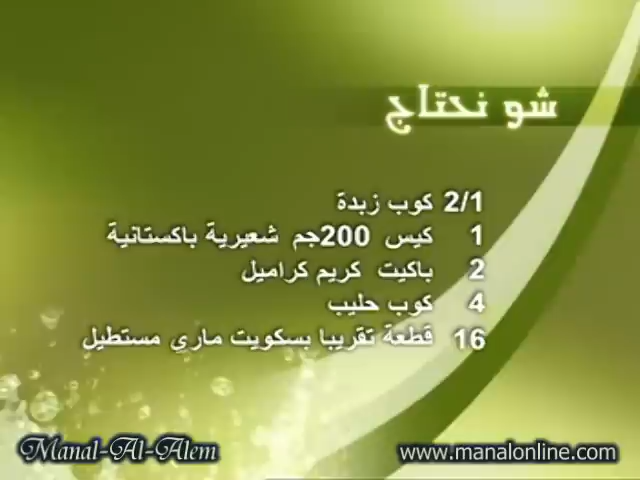 شو نحتاج
2/1 كوب زبدة
1 كيس 200جم شعيرية باكستانية
2 باكيت كريم كراميل
4 كوب حليب
16 قطعة تقريبا بسكويت ماري مستطيل
Manal-Al-Alem
www.manalonline.com